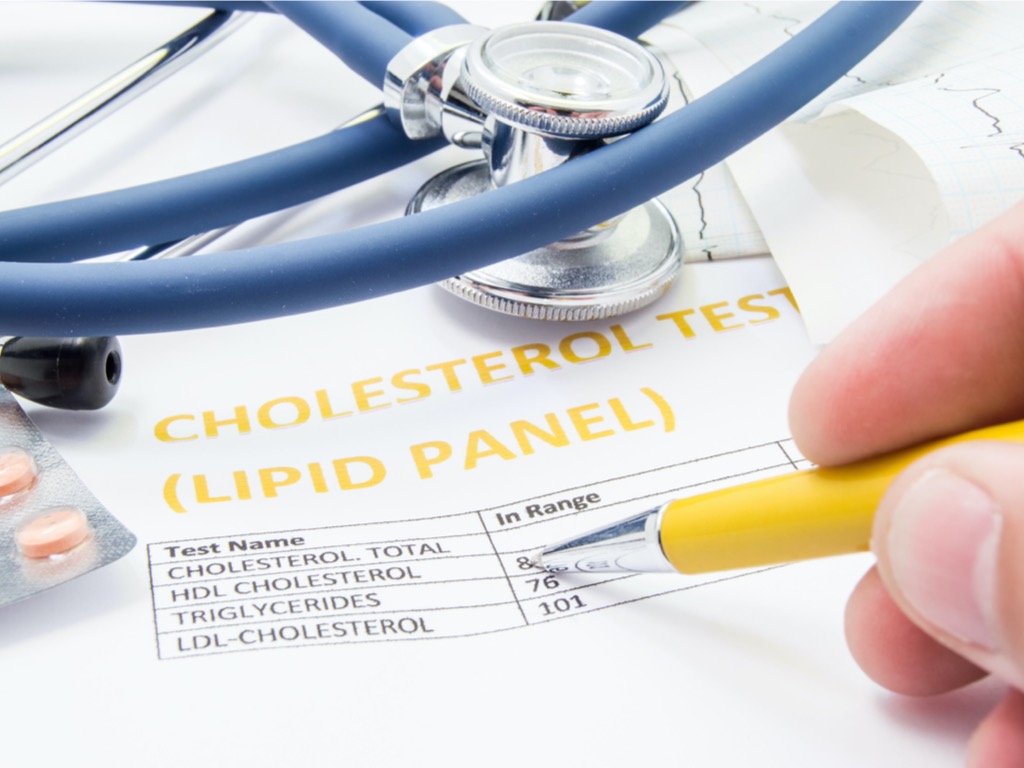 CHOLESTEROL TEST
(LIPID PANEL)
Test Name In Range
CHOLESTEROL. TOTAL
HDL CHOLESTEROL
TRIGLYCERIDES 76
LDL-CHOLESTEROL 101